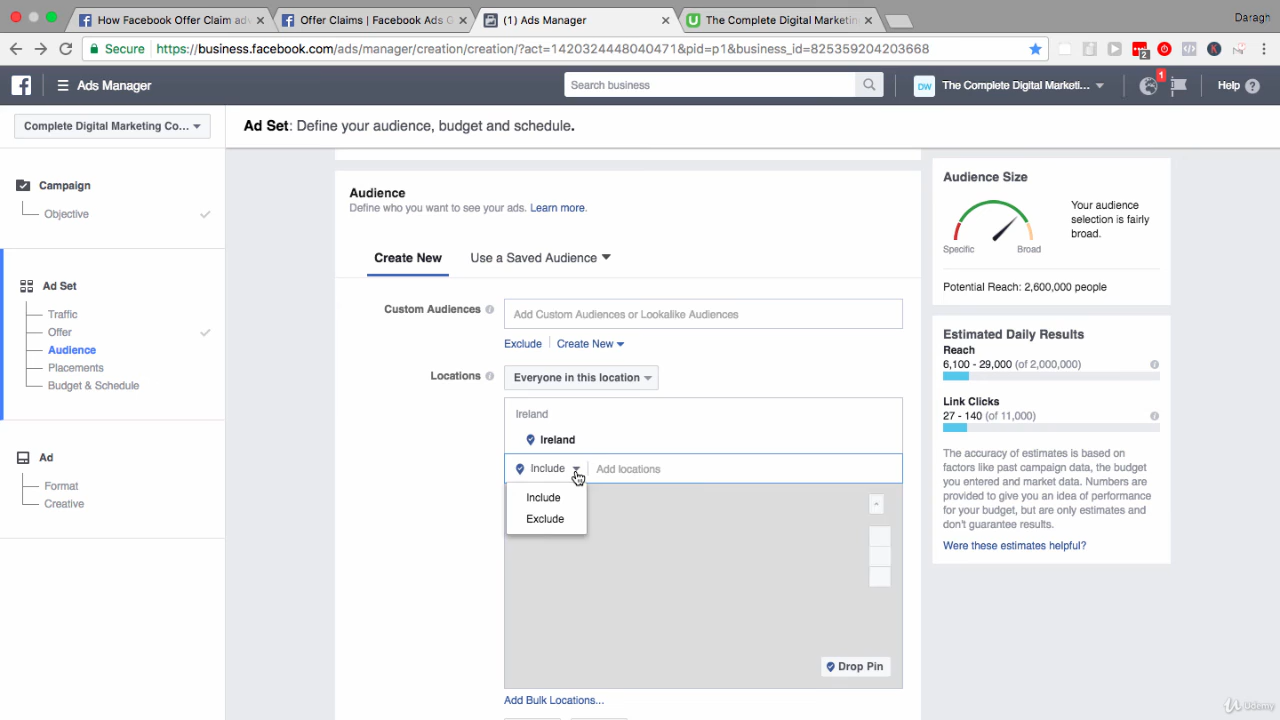 How Facebook Offer Claim ad
Offer Claims | Facebook Ads G
(1) Ads Manager
The Complete Digital Marketin
Daragh
Secure
https://business.facebook.com/ads/manager/creation/creation/?act=1420324448040471&pid=p1&business_id=825359204203668
2
Ads Manager
Search business
DW
The Complete Digital Marketi...
1
Help
Complete Digital Marketing Co...
Ad Set: Define your audience, budget and schedule.
Campaign
Objective
Ad Set
Traffic
Offer
Audience
Placements
Budget & Schedule
Ad
Format
Creative
Audience
Define who you want to see your ads. Learn more.
Create New
Use a Saved Audience
Custom Audiences
Add Custom Audiences or Lookalike Audiences
Exclude
Create New
Locations
Everyone in this location
Ireland
Ireland
Include
Add locations
Include
Exclude
Drop Pin
Add Bulk Locations...
Audience Size
Your audience
selection is fairly
broad.
Specific
Broad
Potential Reach: 2,600,000 people
Estimated Daily Results
Reach
6,100 - 29,000 (of 2,000,000)
Link Clicks
27 - 140 (of 11,000)
The accuracy of estimates is based on
factors like past campaign data, the budget
you entered and market data. Numbers are
provided to give you an idea of performance
for your budget, but are only estimates and
don't guarantee results.
Were these estimates helpful?
Udemy